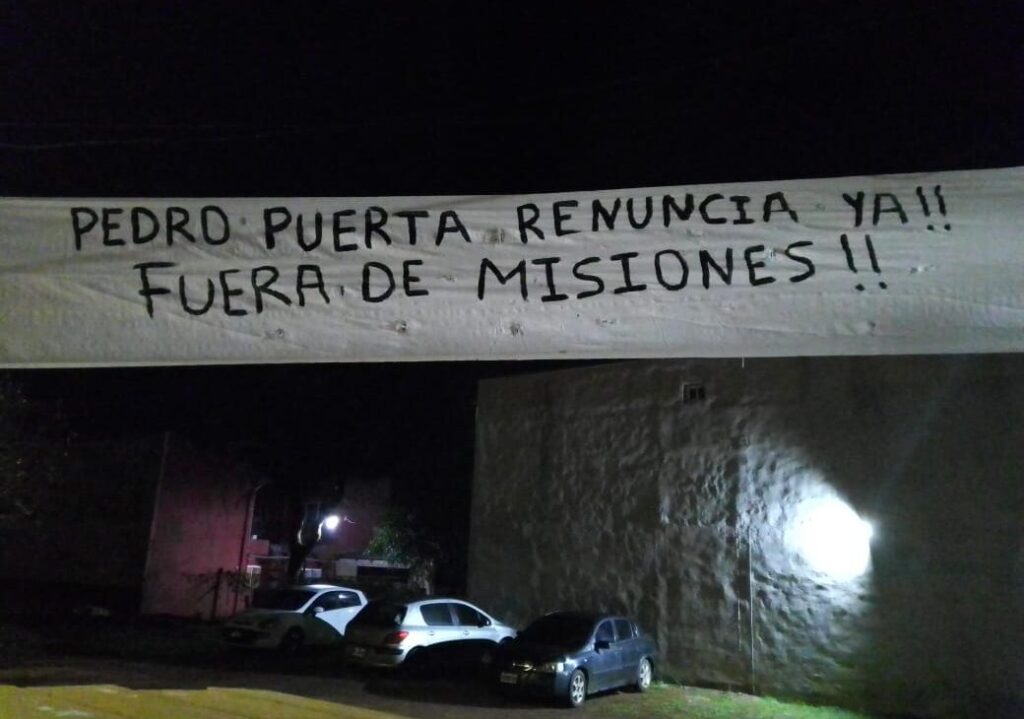 PEDRO PUERTA RENUNCIA YA!!
FUERA DE MISIONES!!